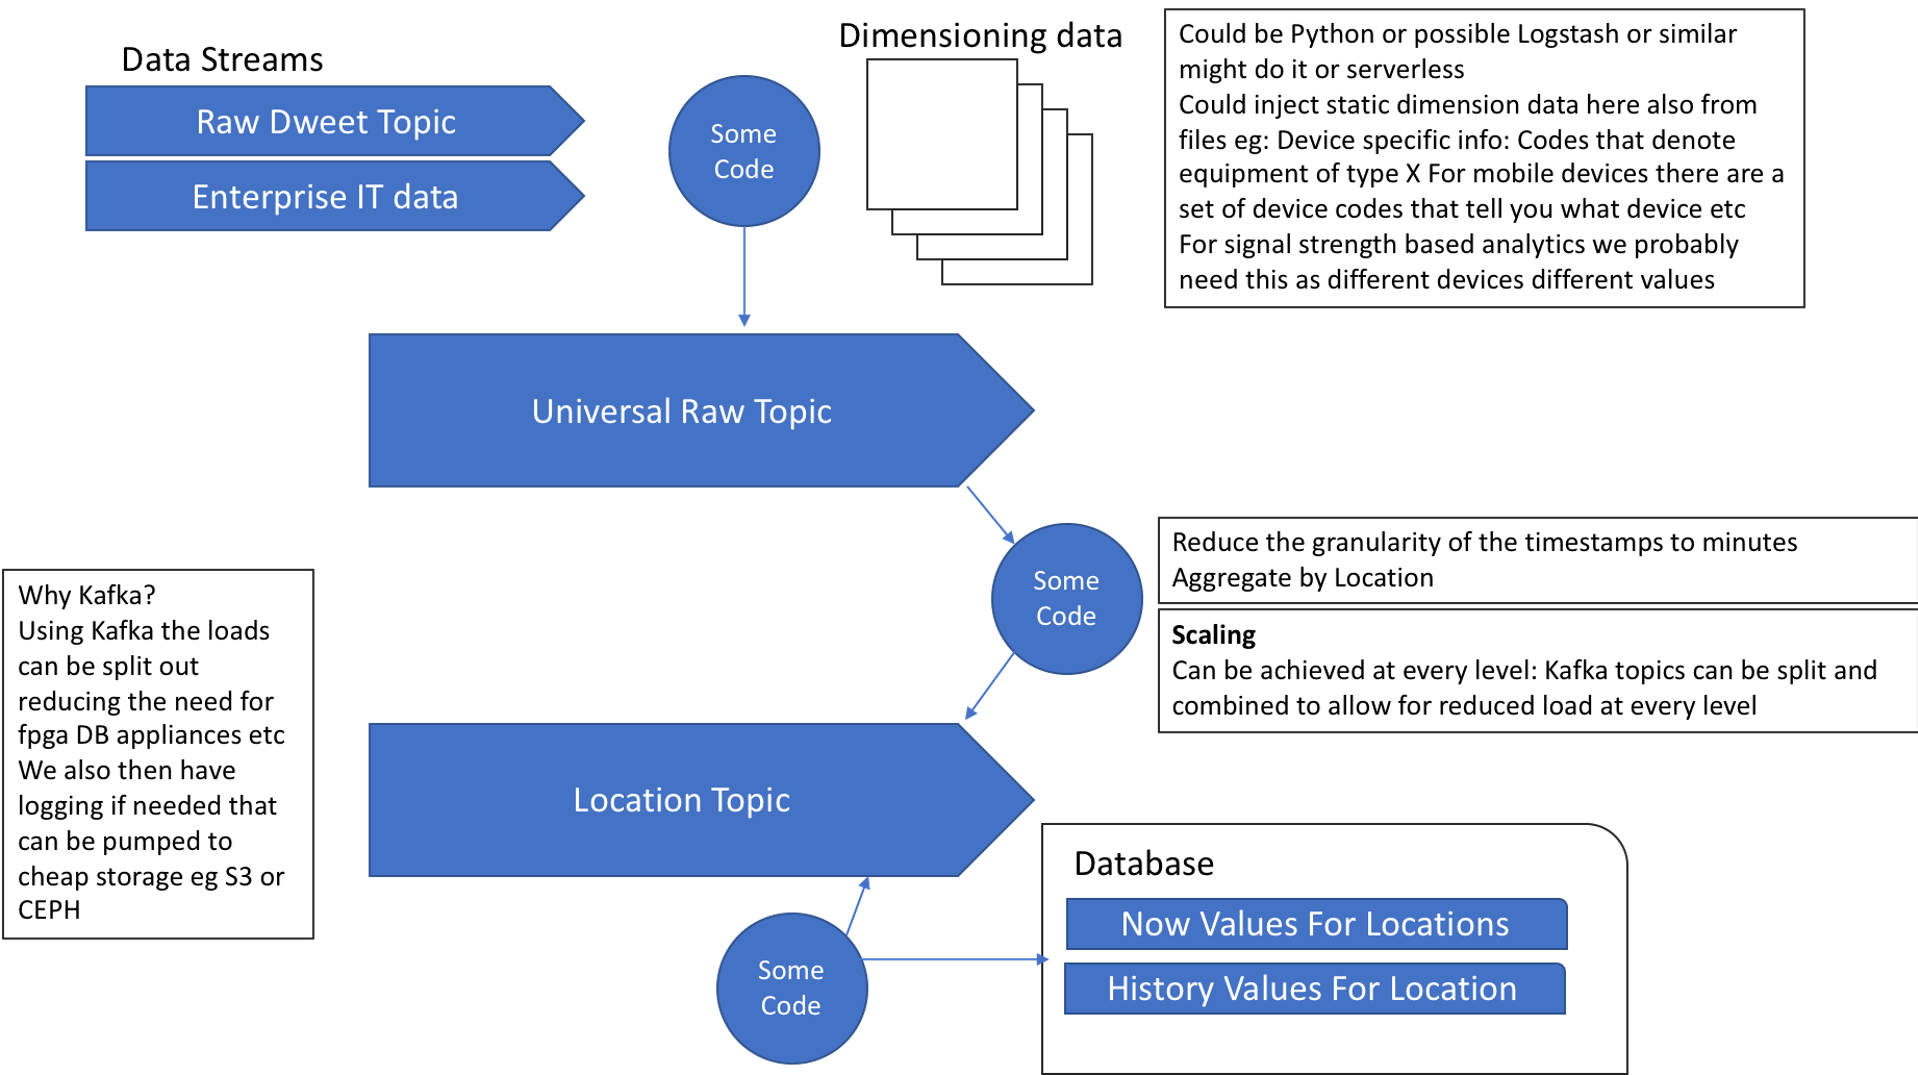 Data Streams
Raw Dweet Topic
Enterprise IT data
Some
Code
Dimensioning data
Could be Python or possible Logstash or similar
might do it or serverless
Could inject static dimension data here also from
files eg: Device specific info: Codes that denote
equipment of type X For mobile devices there are a
set of device codes that tell you what device etc
For signal strength based analytics we probably
need this as different devices different values
Universal Raw Topic
Some
Code
Reduce the granularity of the timestamps to minutes
Aggregate by Location
Scaling
Can be achieved at every level: Kafka topics can be split and
combined to allow for reduced load at every level
Why Kafka?
Using Kafka the loads
can be split out
reducing the need for
fpga DB appliances etc
We also then have
logging if needed that
can be pumped to
cheap storage eg S3 or
CEPH
Location Topic
Some
Code
Database
Now Values For Locations
History Values For Location